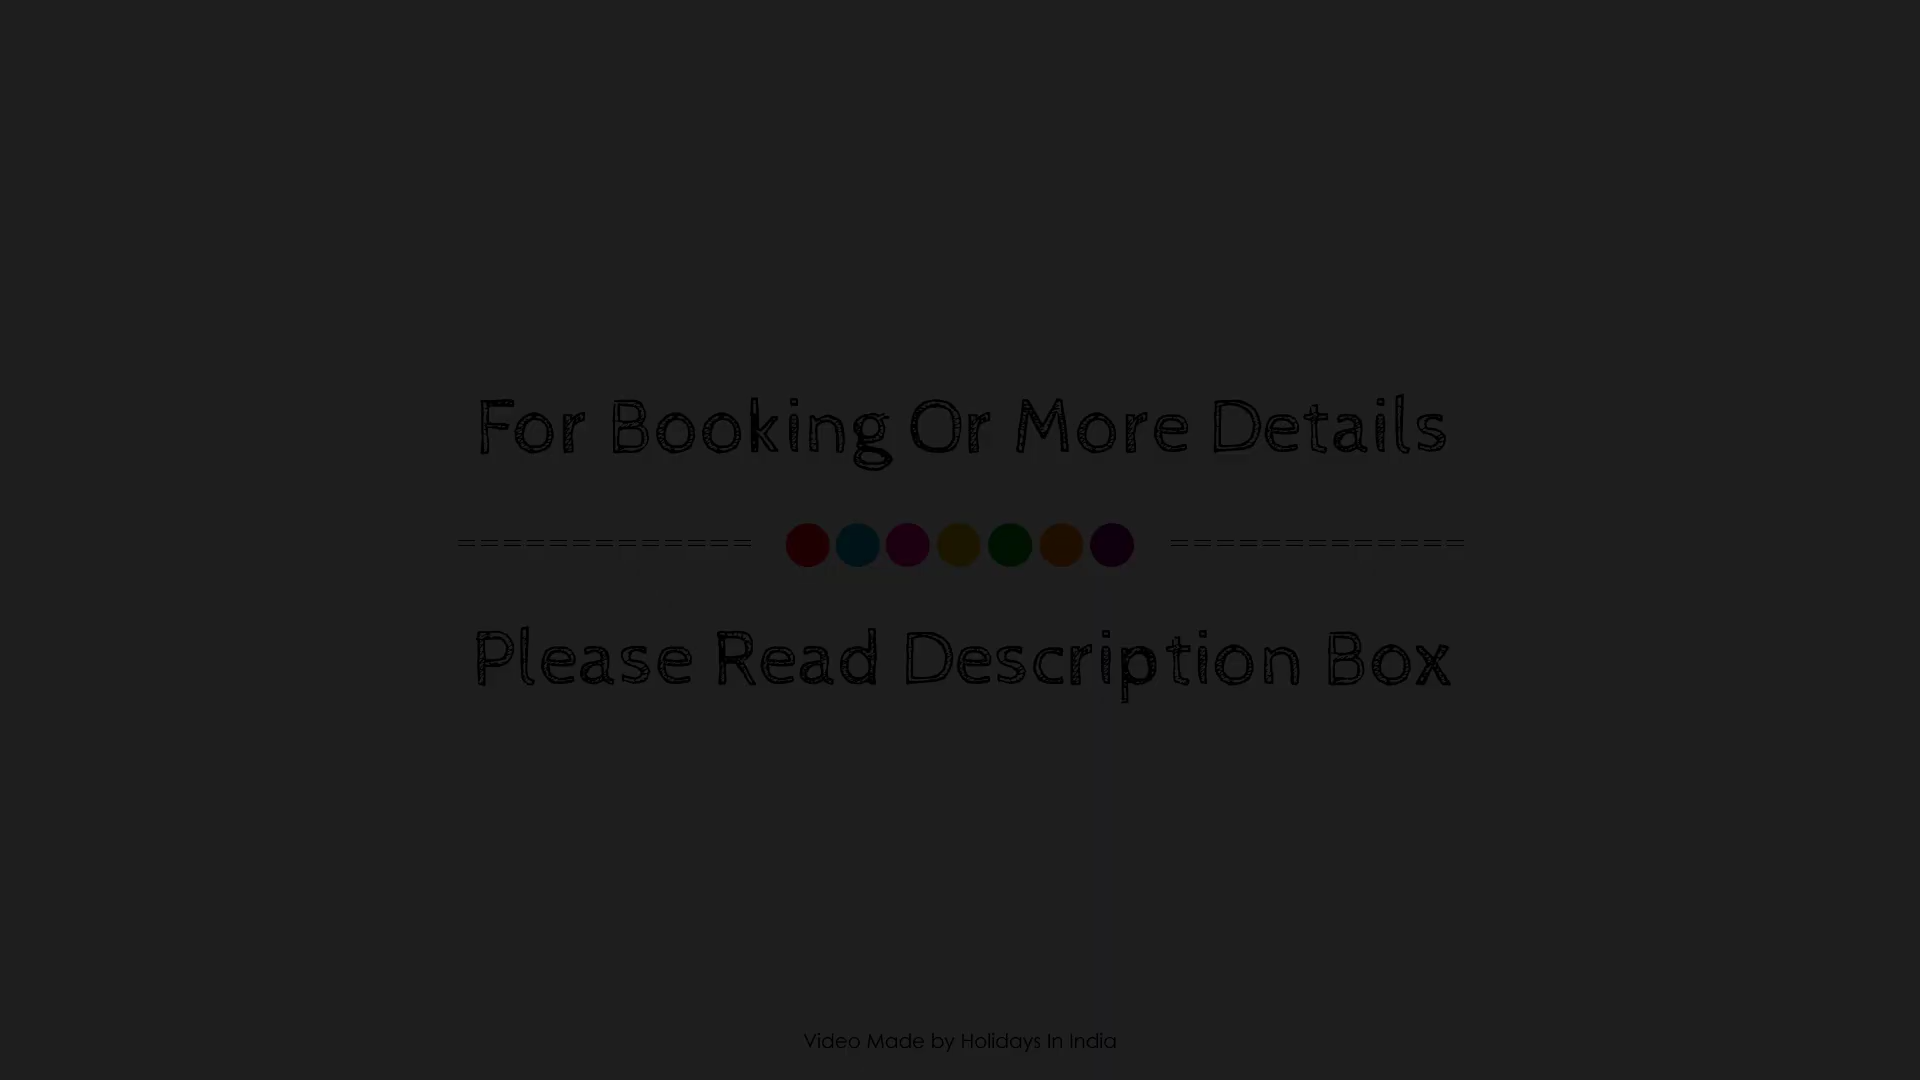 For Booking Or More Details
============= =============
Please Read Description Box
Video Made by Holidays In India